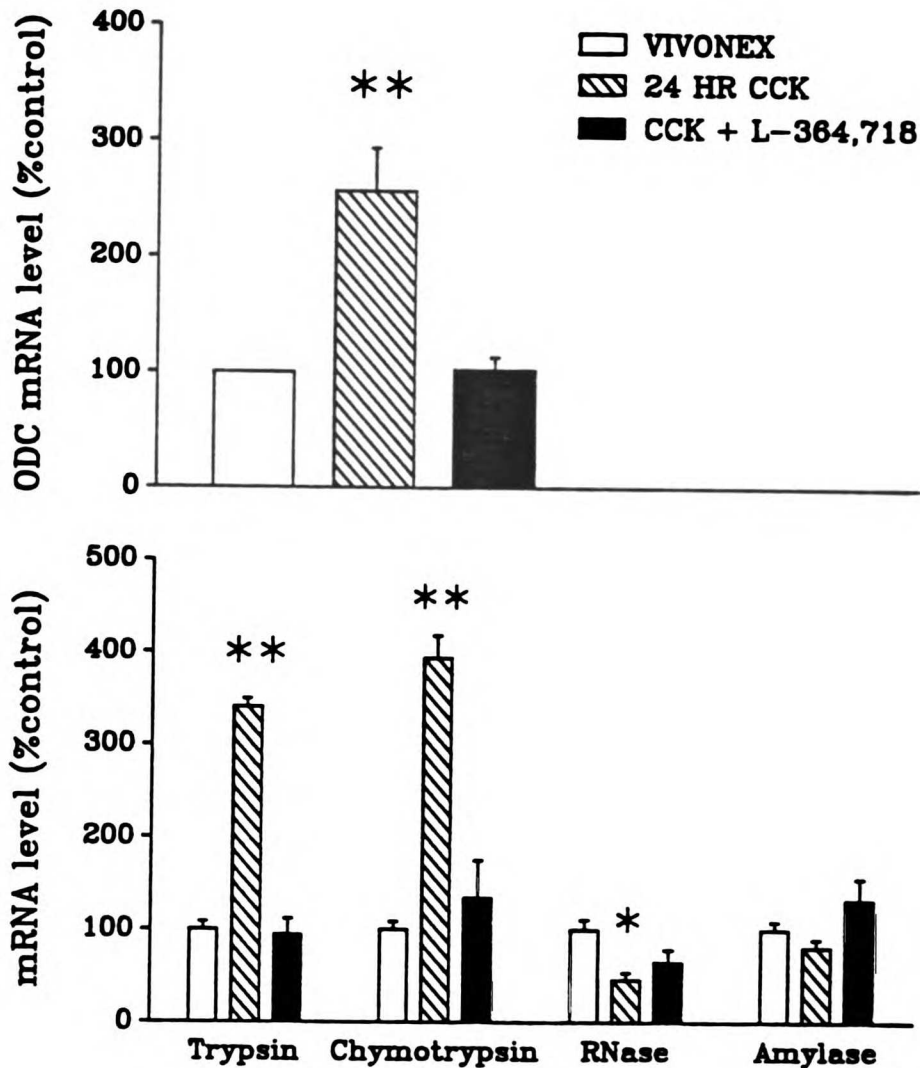 ODC mRNA level (%control)
400
300
200
100
0
**
VIVONEX
24 HR CCK
CCK + L-364,718
mRNA level (%control)
500
400
300
200
100
0
**
**
*
Trypsin Chymotrypsin RNase Amylase